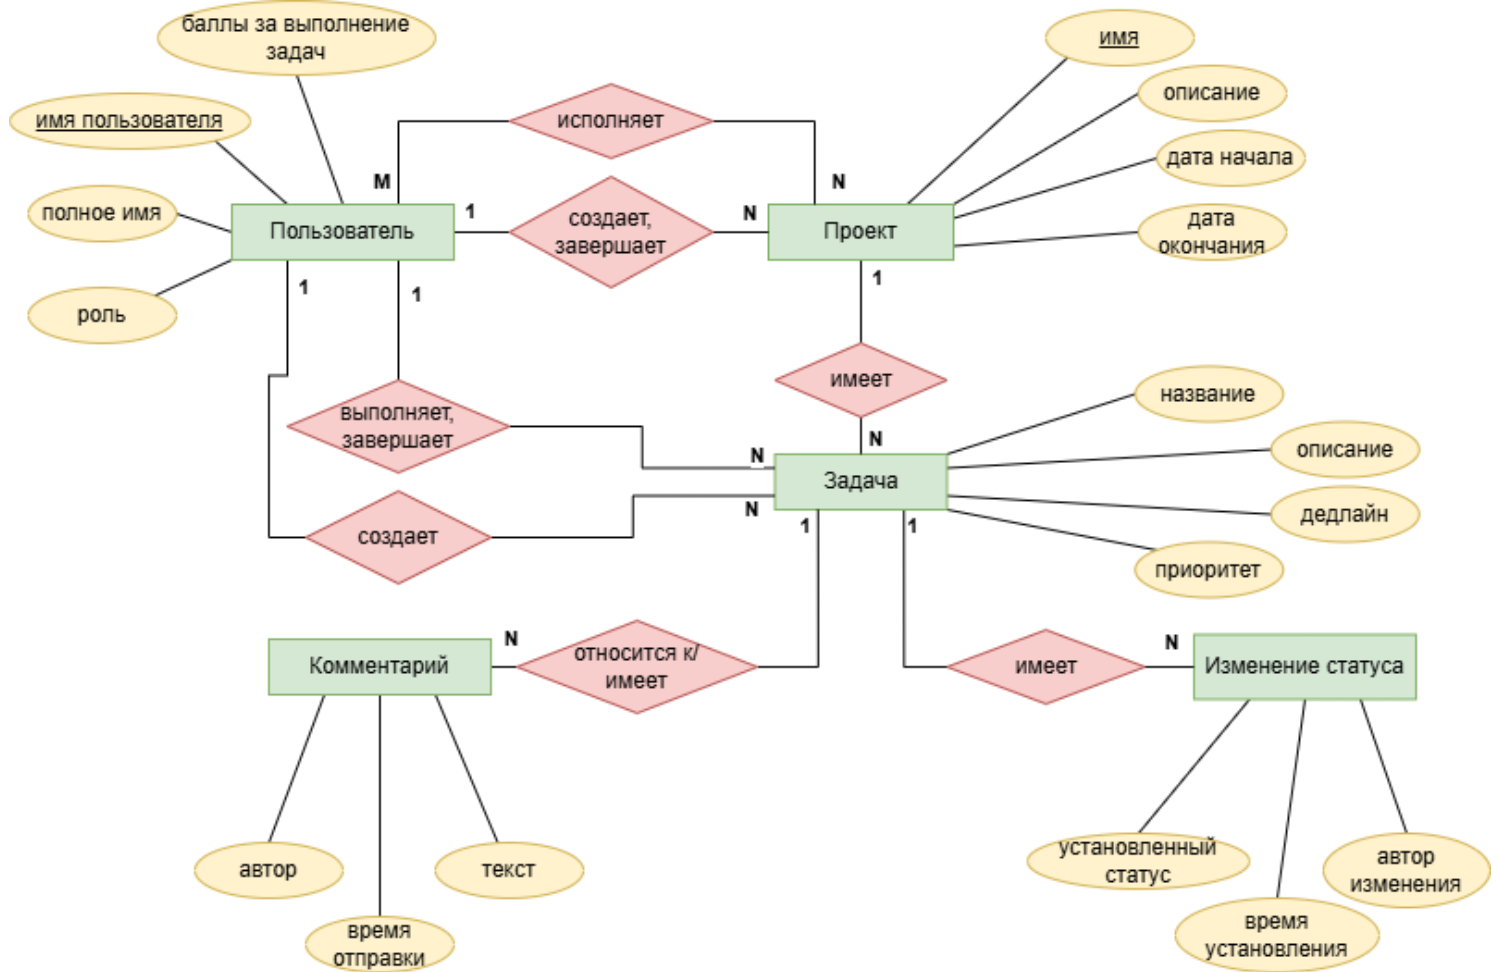 баллы за выполнение
задач
имя
исполняет
описание
имя пользователя
дата начала
M
N
полное имя
1
N
создает,
завершает
Пользователь
Проект
дата
окончания
1
1
1
роль
имеет
название
выполняет,
завершает
N
N
описание
Задача
N
1
1
дедлайн
создает
приоритет
N
относится к/
имеет
N
Комментарий
имеет
Изменение статуса
установленный
статус
автор
текст
автор
изменения
время
отправки
время
установления